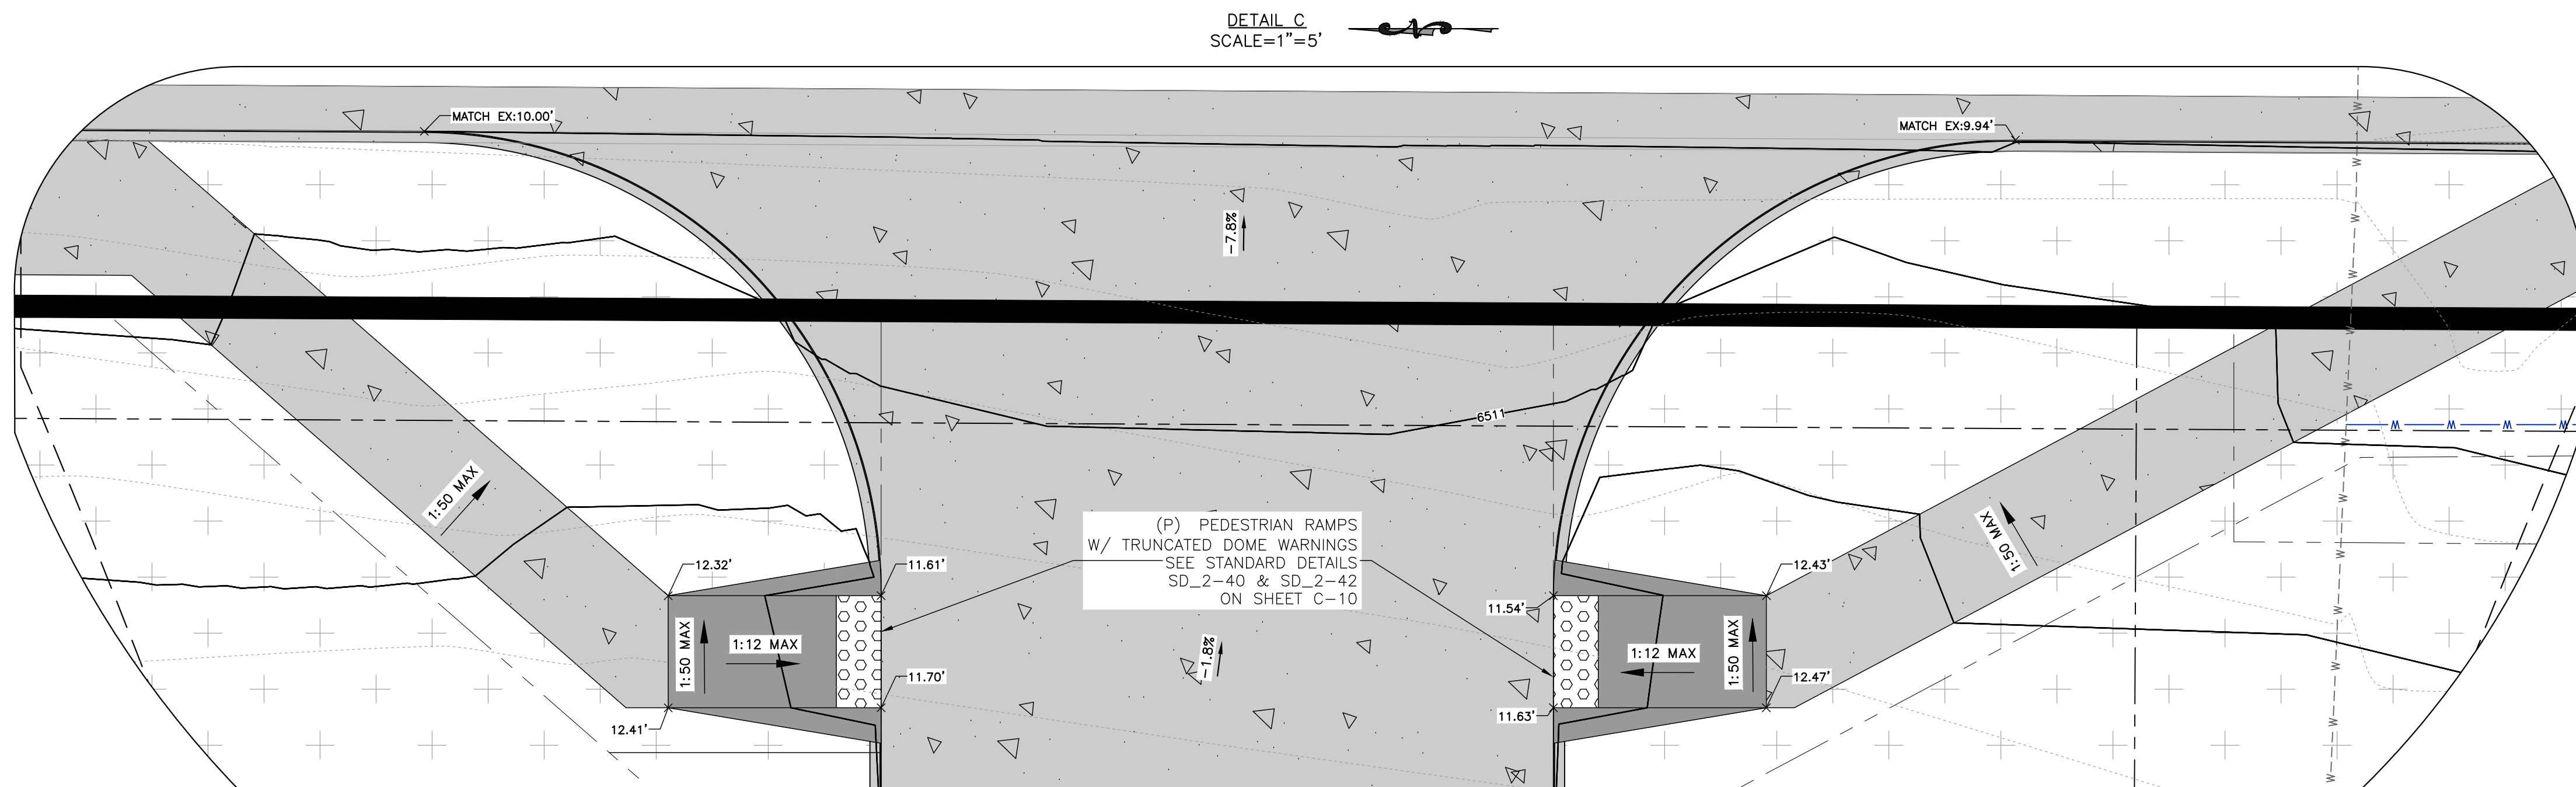 DETAIL C
SCALE=1"=5'
MATCH EX:10.00'
MATCH EX:9.94'
W
W
-7.8%
W
W
W
6511
W W W W
W
1:50 MAX
W
(P) PEDESTRIAN RAMPS
W/ TRUNCATED DOME WARNINGS
SEE STANDARD DETAILS
SD_2-40 & SD_2-42
ON SHEET C-10
1:50 MAX
W
12.32'
11.61'
12.43'
11.54'
W
1:50 MAX
1:12 MAX
-1.8%
1:12 MAX
1:50 MAX
11.70'
12.47'
12.41'
11.63'
W
W